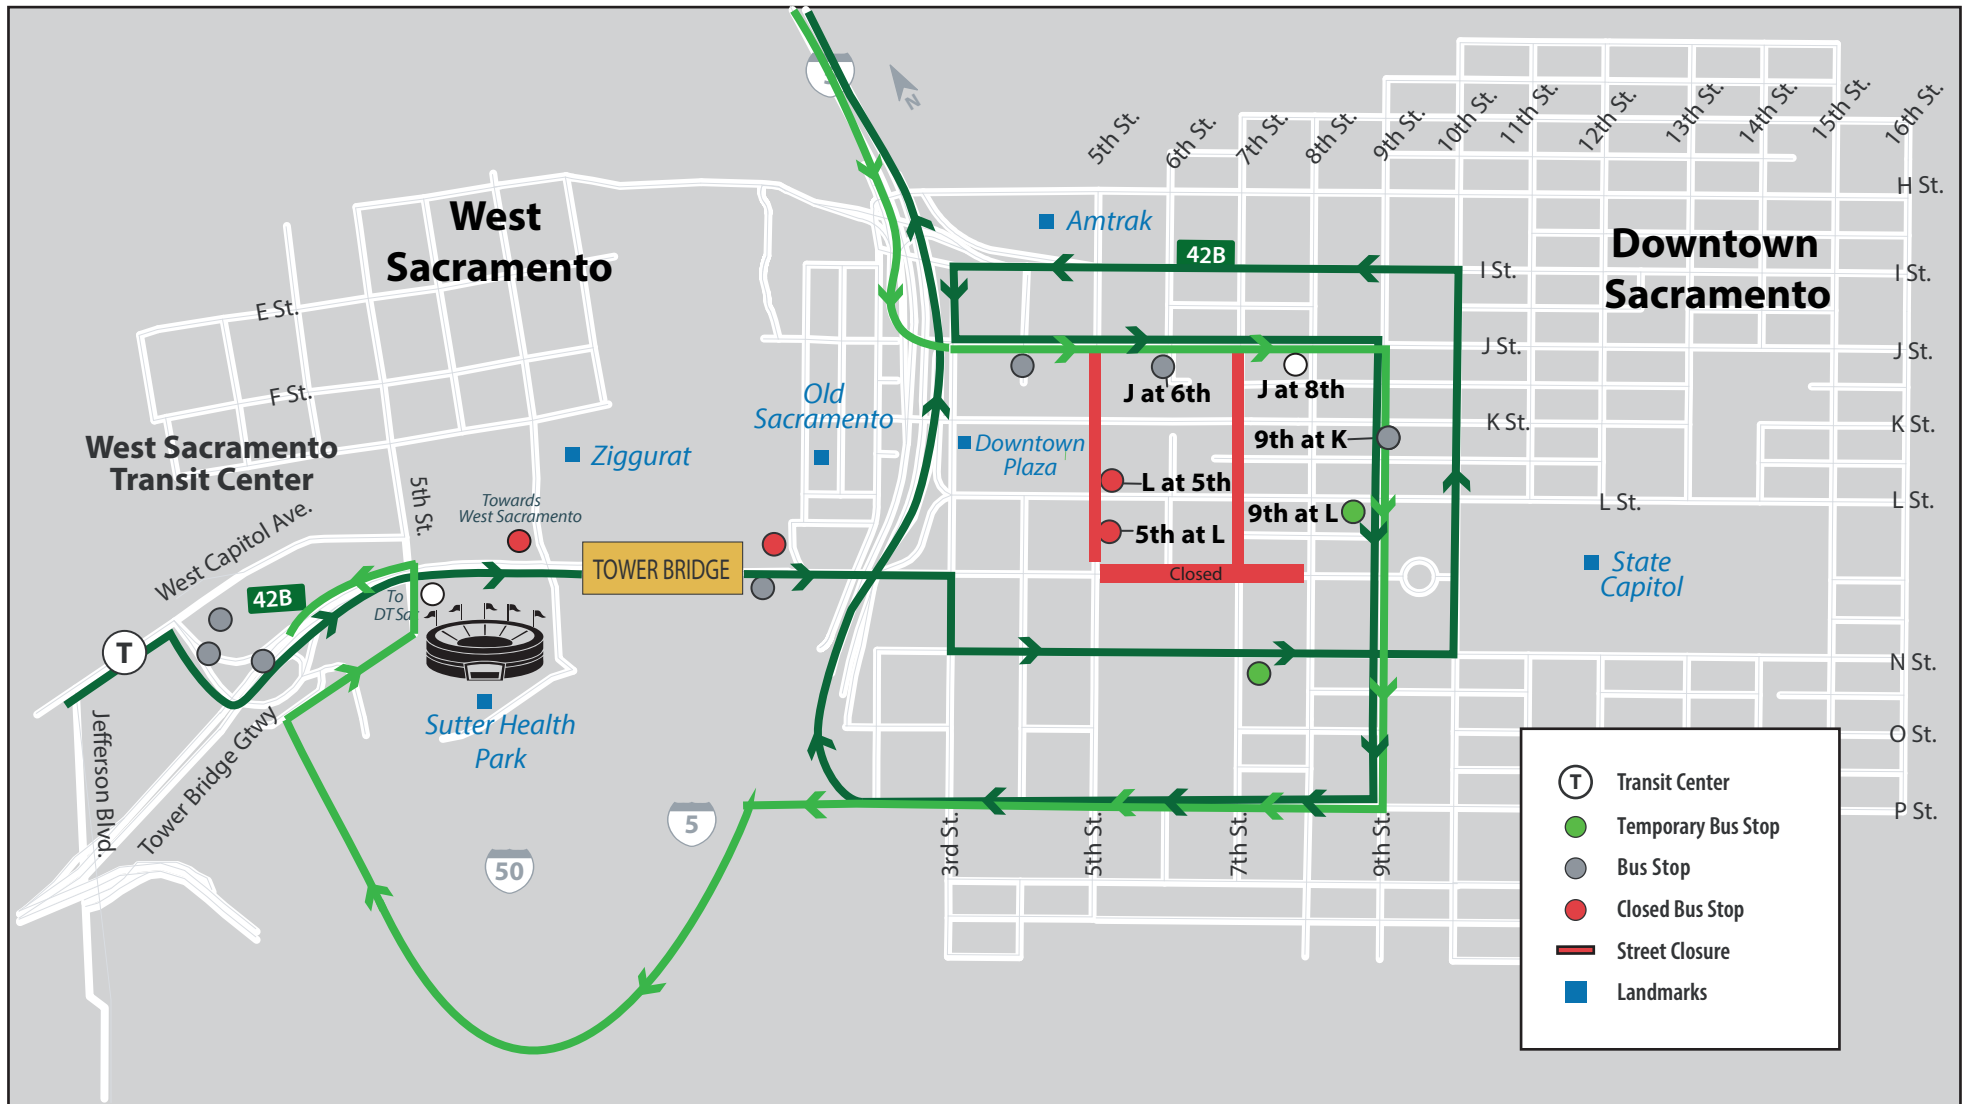 N
5th St.
6th St.
7th St.
8th St.
9th St.
10th St.
11th St.
12th St.
13th St.
14th St.
15th St.
16th St.
H St.
West
Sacramento
Amtrak
42B
Downtown
Sacramento
I St.
I St.
E St.
J St.
J St.
F St.
Old
Sacramento
J at 6th
J at 8th
K St.
K St.
West Sacramento
Transit Center
Ziggurat
Downtown
Plaza
9th at K
5th St.
Towards
West Sacramento
L at 5th
9th at L
L St.
L St.
West Capitol Ave.
5th at L
TOWER BRIDGE
Closed
State
Capitol
42B
To
DT Sac
T
N St.
Sutter Health
Park
Jefferson Blvd.
Tower Bridge Gtwy
O St.
5
50
3rd St.
5th St.
7th St.
9th St.
P St.
T
Transit Center
Temporary Bus Stop
Bus Stop
Closed Bus Stop
Street Closure
Landmarks